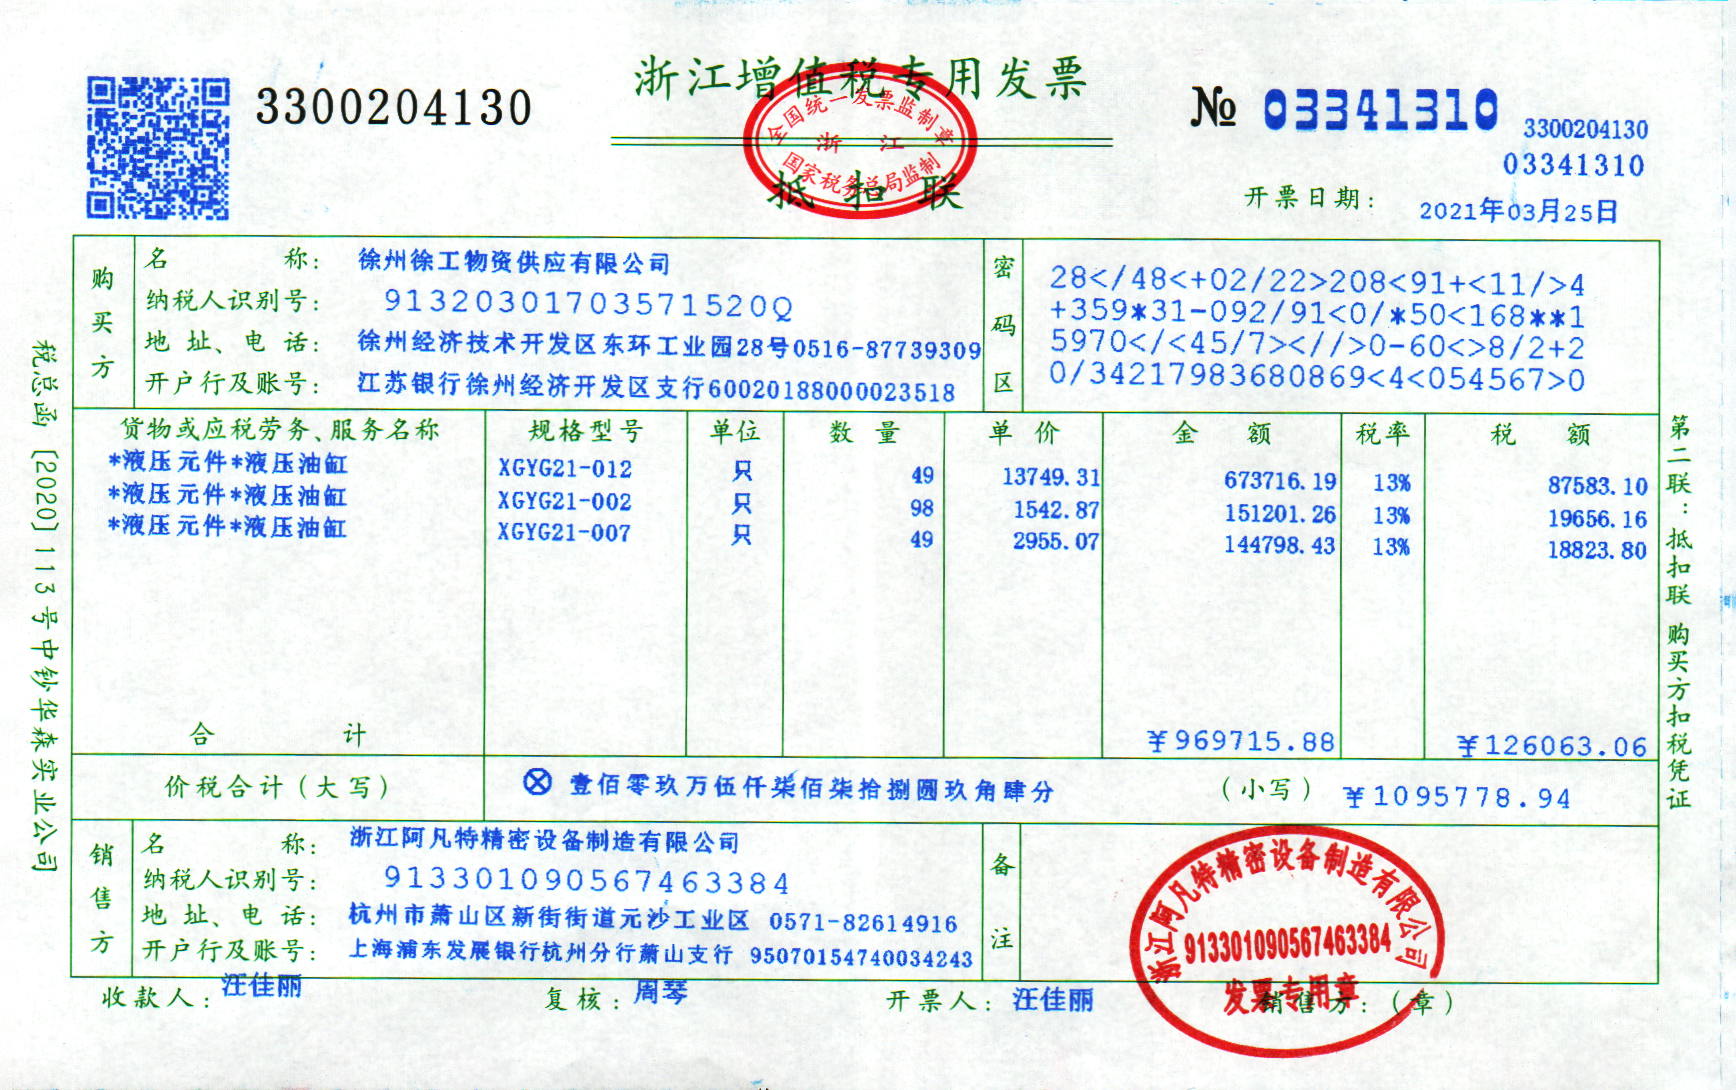 浙江增值税专用发票
3300204130
№ 03341310
3300204130
03341310
全国统一发票监制章
浙 江
国家税务总局监制
抵 扣 联
开票日期: 2021年03月25日
购买方
名 称: 徐州徐工物资供应有限公司
纳税人识别号: 91320301703571520Q
地 址、电 话: 徐州经济技术开发区东环工业园28号0516-87739309
开户行及账号: 江苏银行徐州经济开发区支行60020188000023518
密码区
28</48<+02/22>208<91+<11/>4
+359*31-092/91<0/*50<168**1
5970</<45/7><//>0-60<>8/2+2
0/34217983680869<4<054567>0
货物或应税劳务、服务名称 规格型号 单位 数 量 单 价 金 额 税率 税 额
*液压元件*液压油缸 XGYG21-012 只 49 13749.31 673716.19 13% 87583.10
*液压元件*液压油缸 XGYG21-002 只 98 1542.87 151201.26 13% 19656.16
*液压元件*液压油缸 XGYG21-007 只 49 2955.07 144798.43 13% 18823.80
合 计 ￥969715.88 ￥126063.06
价税合计(大写) ⊗ 壹佰零玖万伍仟柒佰柒拾捌圆玖角肆分 (小写) ￥1095778.94
销售方
名 称: 浙江阿凡特精密设备制造有限公司
纳税人识别号: 913301090567463384
地 址、电 话: 杭州市萧山区新街街道元沙工业区 0571-82614916
开户行及账号: 上海浦东发展银行杭州分行萧山支行 95070154740034243
备注
浙江阿凡特精密设备制造有限公司
913301090567463384
发票专用章
收款人: 汪佳丽 复核: 周琴 开票人: 汪佳丽 销售方:(章)
税总函[2020]113号中钞华森实业公司
第二联:抵扣联 购买方扣税凭证